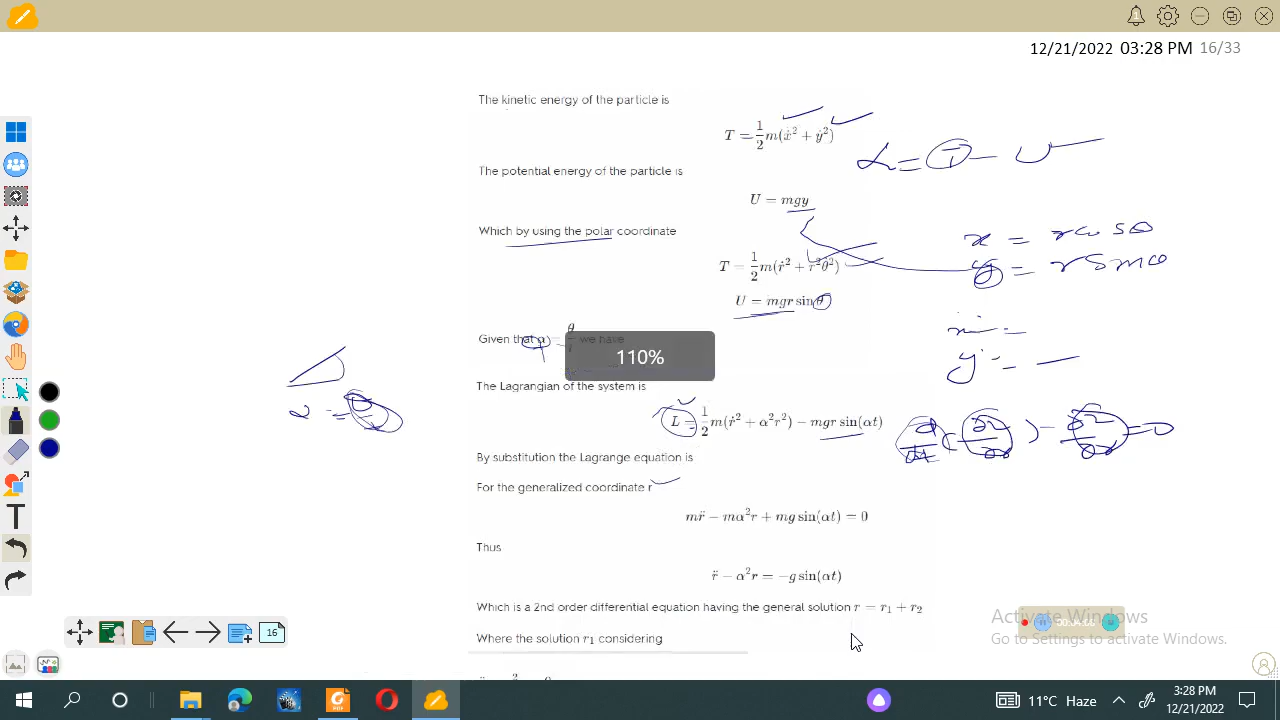 12/21/2022 03:28 PM 16/33
The kinetic energy of the particle is
T = 1/2 m(ẋ² + ẏ²)
L = T - U
The potential energy of the particle is
U = mgy
Which by using the polar coordinate
x = r cos θ
y = r sin θ
T = 1/2 m(ṙ² + r²θ̇²)
U = mgr sin θ
ẋ =
ẏ =
Given that we have
110%
The Lagrangian of the system is
L = 1/2 m(ṙ² + α²r²) − mgr sin(αt)
By substitution the Lagrange equation is
For the generalized coordinate r
mr̈ − mα²r + mg sin(αt) = 0
Thus
r̈ − α²r = −g sin(αt)
Which is a 2nd order differential equation having the general solution r = r₁ + r₂
Where the solution r₁ considering
Activate Windows
Go to Settings to activate Windows.
16
T
11°C Haze
3:28 PM
12/21/2022